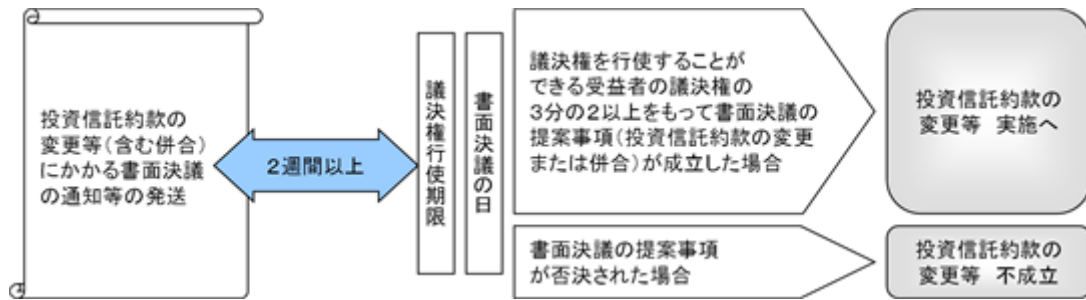 投資信託約款の
変更等(含む併合)
にかかる書面決議
の通知等の発送
2週間以上
議決権行使期限
書面決議の日
議決権を行使することが
できる受益者の議決権の
3分の2以上をもって書面決議の
提案事項(投資信託約款の変更
または併合)が成立した場合
投資信託約款の
変更等 実施へ
書面決議の提案事項
が否決された場合
投資信託約款の
変更等 不成立